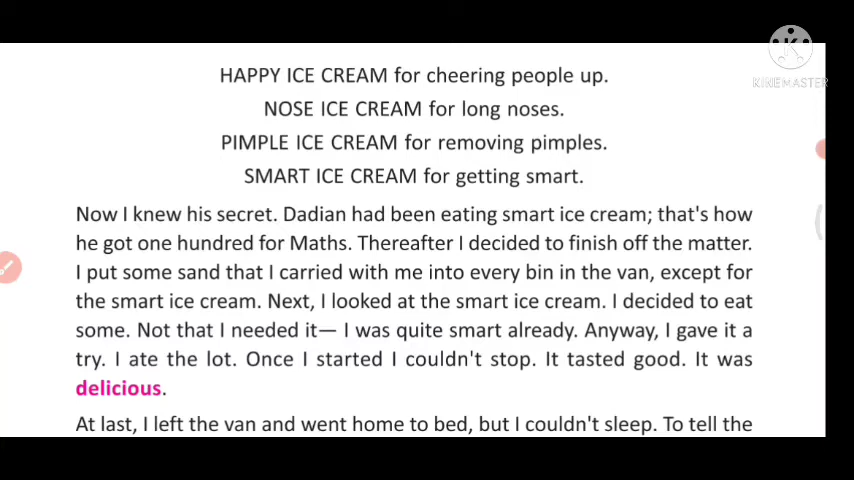 HAPPY ICE CREAM for cheering people up.
NOSE ICE CREAM for long noses.
PIMPLE ICE CREAM for removing pimples.
SMART ICE CREAM for getting smart.
Now I knew his secret. Dadian had been eating smart ice cream; that's how
he got one hundred for Maths. Thereafter I decided to finish off the matter.
I put some sand that I carried with me into every bin in the van, except for
the smart ice cream. Next, I looked at the smart ice cream. I decided to eat
some. Not that I needed it— I was quite smart already. Anyway, I gave it a
try. I ate the lot. Once I started I couldn't stop. It tasted good. It was
delicious.
At last, I left the van and went home to bed, but I couldn't sleep. To tell the
KINEMASTER